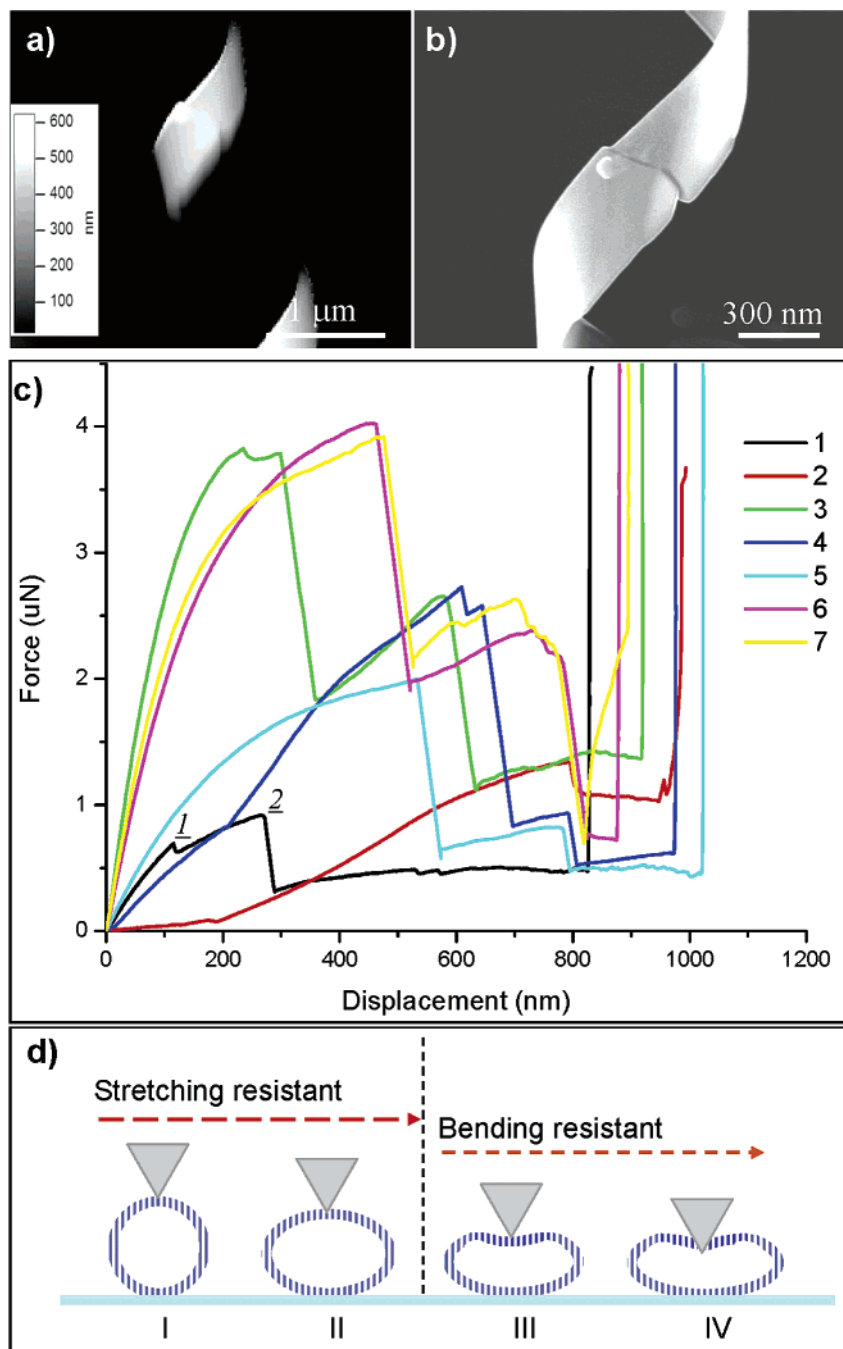 a)
600
500
400
300
200
100
nm
1 μm
b)
300 nm
c)
Force (uN)
4
3
2
1
0
1
2
1
2
3
4
5
6
7
0
200
400
600
800
1000
1200
Displacement (nm)
d)
Stretching resistant
Bending resistant
I
II
III
IV